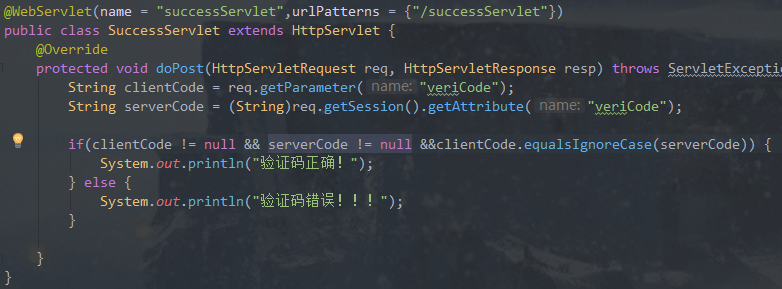 @WebServlet(name = "successServlet",urlPatterns = {"/successServlet"})
public class SuccessServlet extends HttpServlet {
@Override
protected void doPost(HttpServletRequest req, HttpServletResponse resp) throws ServletExceptio
String clientCode = req.getParameter( name: "veriCode");
String serverCode = (String)req.getSession().getAttribute( name: "veriCode");
if(clientCode != null && serverCode != null &&clientCode.equalsIgnoreCase(serverCode)) {
System.out.println("验证码正确！");
} else {
System.out.println("验证码错误！！！");
}
}
}